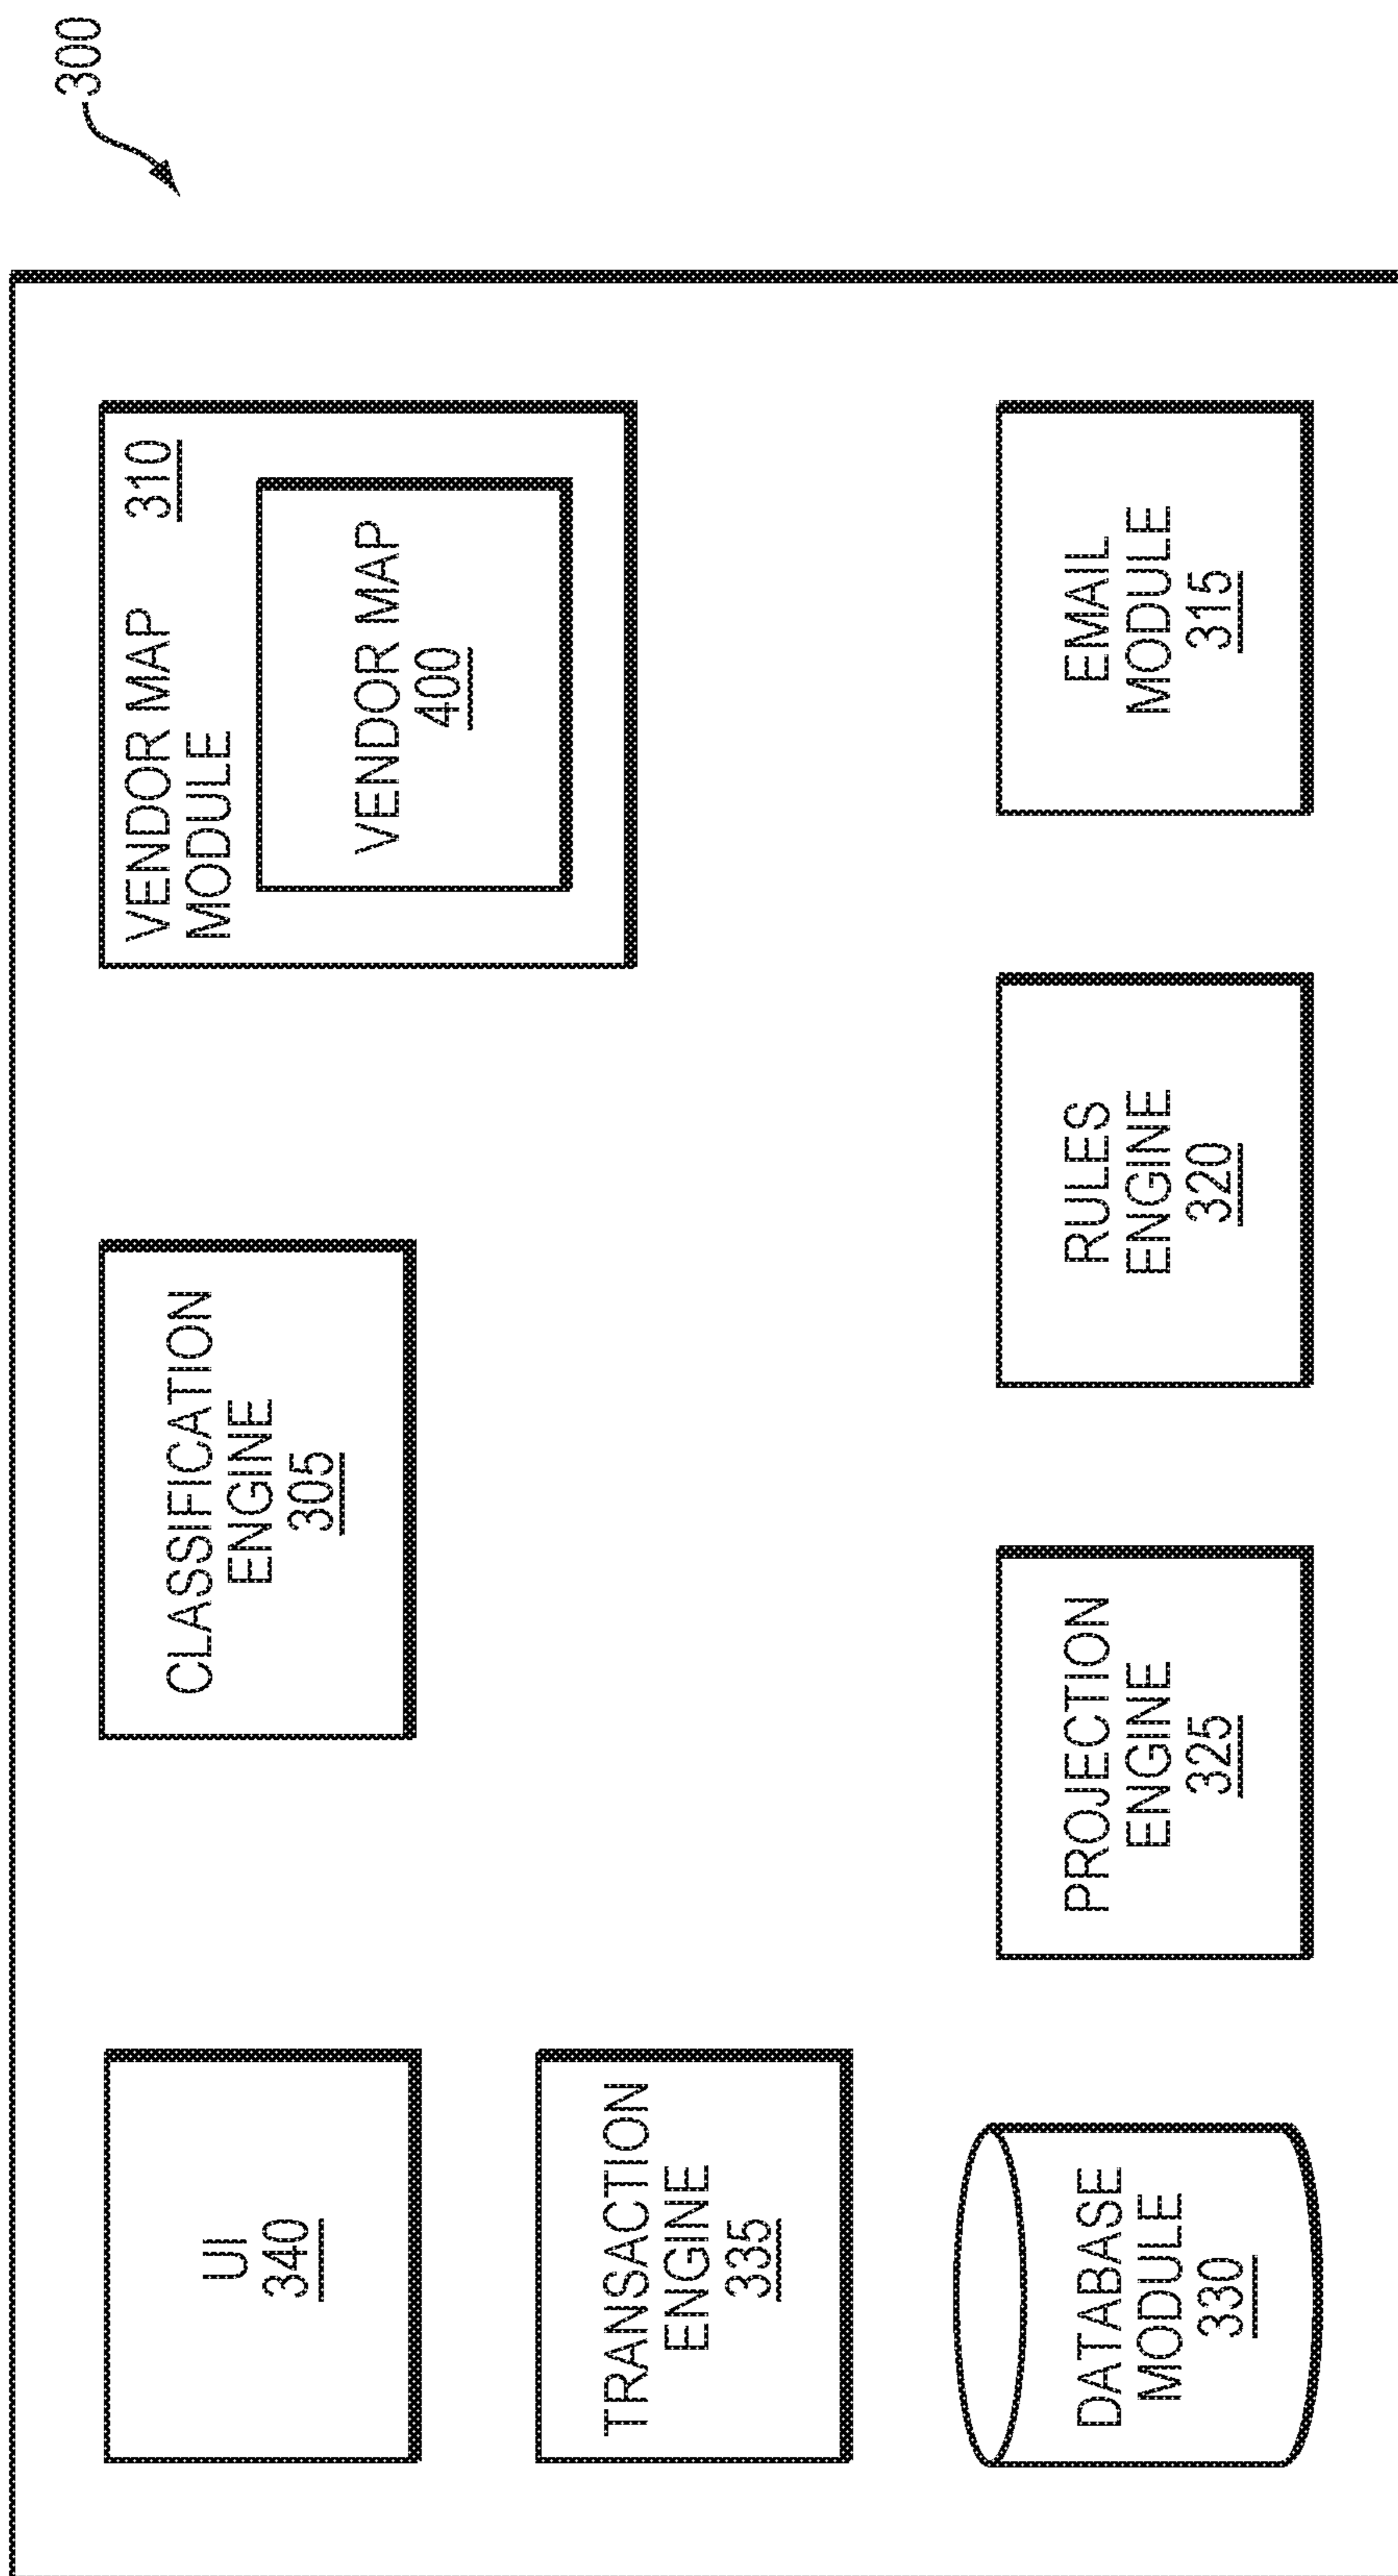 300
UI
340
CLASSIFICATION
ENGINE
305
VENDOR MAP 310
MODULE
VENDOR MAP
400
TRANSACTION
ENGINE
335
DATABASE
MODULE
330
PROJECTION
ENGINE
325
RULES
ENGINE
320
EMAIL
MODULE
315